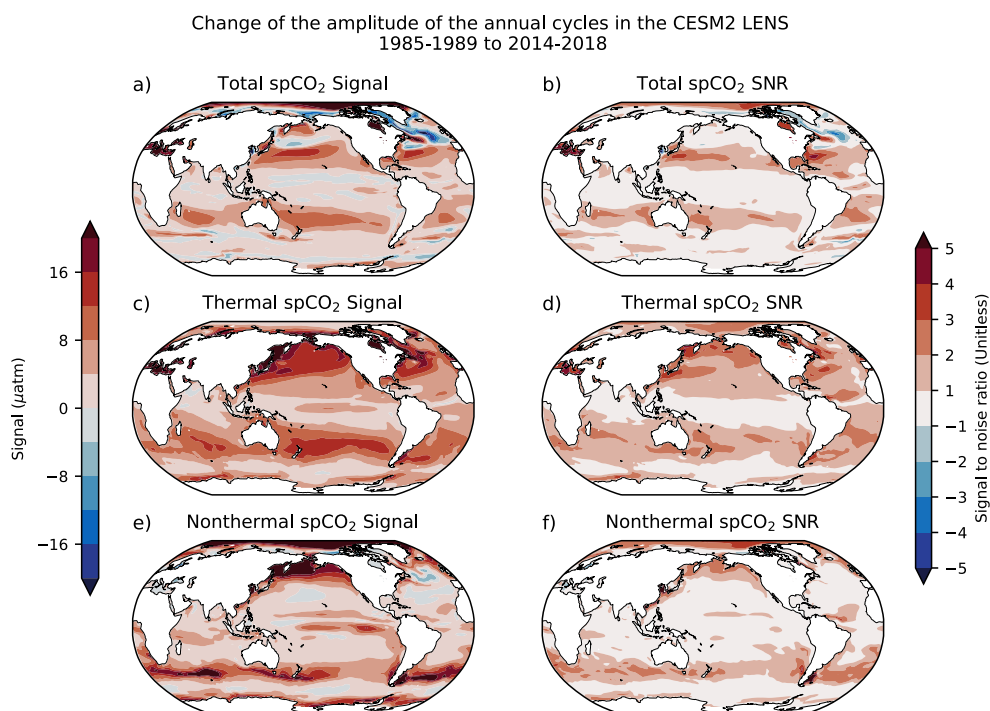 Change of the amplitude of the annual cycles in the CESM2 LENS
1985-1989 to 2014-2018
a)
Total spCO₂ Signal
b)
Total spCO₂ SNR
c)
Thermal spCO₂ Signal
d)
Thermal spCO₂ SNR
e)
Nonthermal spCO₂ Signal
f)
Nonthermal spCO₂ SNR
Signal (μatm)
16
8
0
−8
−16
5
4
3
2
1
−1
−2
−3
−4
−5
Signal to noise ratio (Unitless)